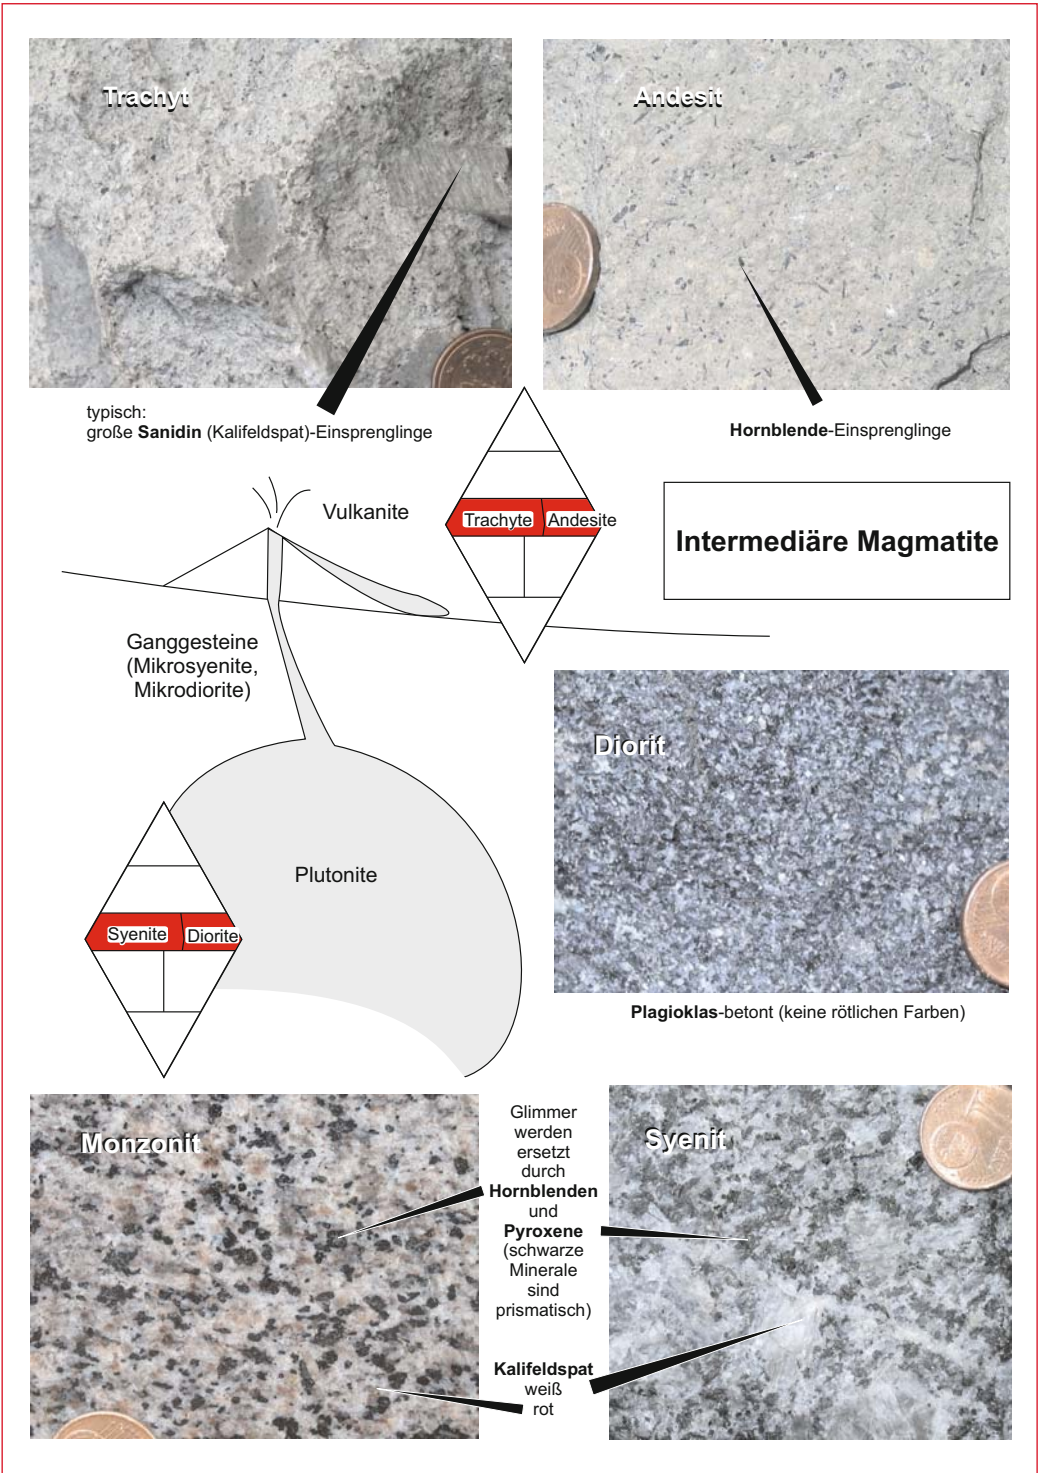 Trachyt
Andesit
typisch:
große Sanidin (Kalifeldspat)-Einsprenglinge
Hornblende-Einsprenglinge
Vulkanite
Trachyte
Andesite
Intermediäre Magmatite
Ganggesteine
(Mikrosyenite,
Mikrodiorite)
Diorit
Plutonite
Syenite
Diorite
Plagioklas-betont (keine rötlichen Farben)
Monzonit
Glimmer
werden
ersetzt
durch
Hornblenden
und
Pyroxene
(schwarze
Minerale
sind
prismatisch)
Syenit
Kalifeldspat
weiß
rot